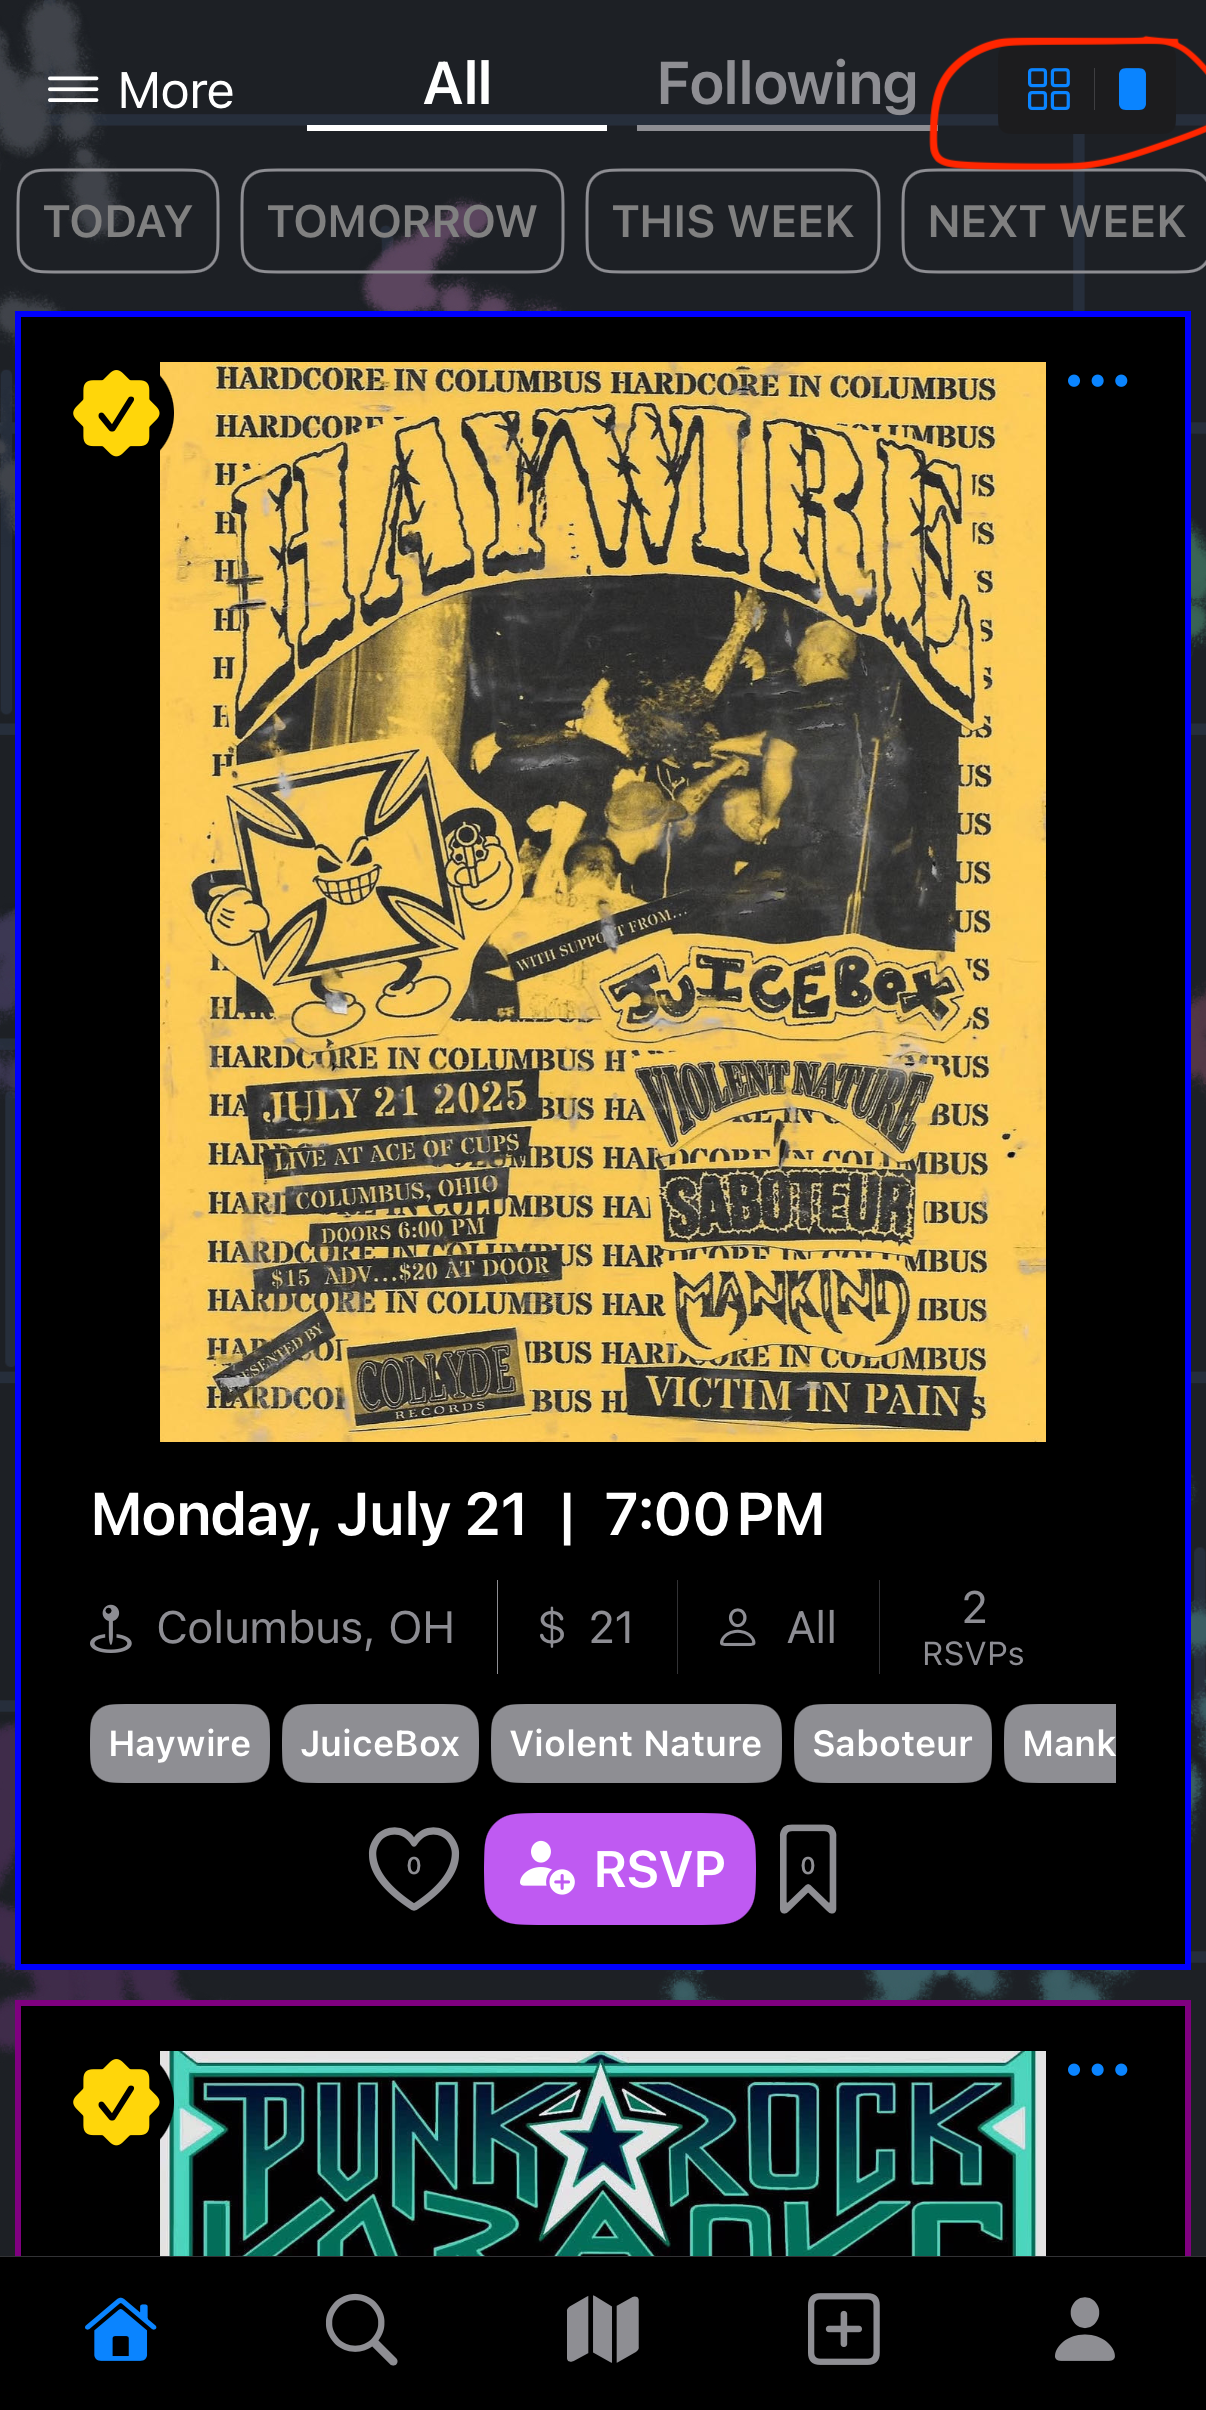 More
All
Following
TODAY
TOMORROW
THIS WEEK
NEXT WEEK
HARDCORE IN COLUMBUS HARDCORE IN COLUMBUS
HAYWIRE
WITH SUPPORT FROM...
JUICEBOX
HARDCORE IN COLUMBUS
JULY 21 2025
VIOLENT NATURE
LIVE AT ACE OF CUPS
COLUMBUS, OHIO
SABOTEUR
DOORS 6:00 PM
$15 ADV...$20 AT DOOR
HARDCORE IN COLUMBUS
MANKIND
PRESENTED BY
COLLYDE
RECORDS
HARDCORE IN COLUMBUS
VICTIM IN PAIN
Monday, July 21 | 7:00 PM
Columbus, OH
$ 21
All
2
RSVPs
Haywire
JuiceBox
Violent Nature
Saboteur
Mank
0
RSVP
0
PUNK ROCK